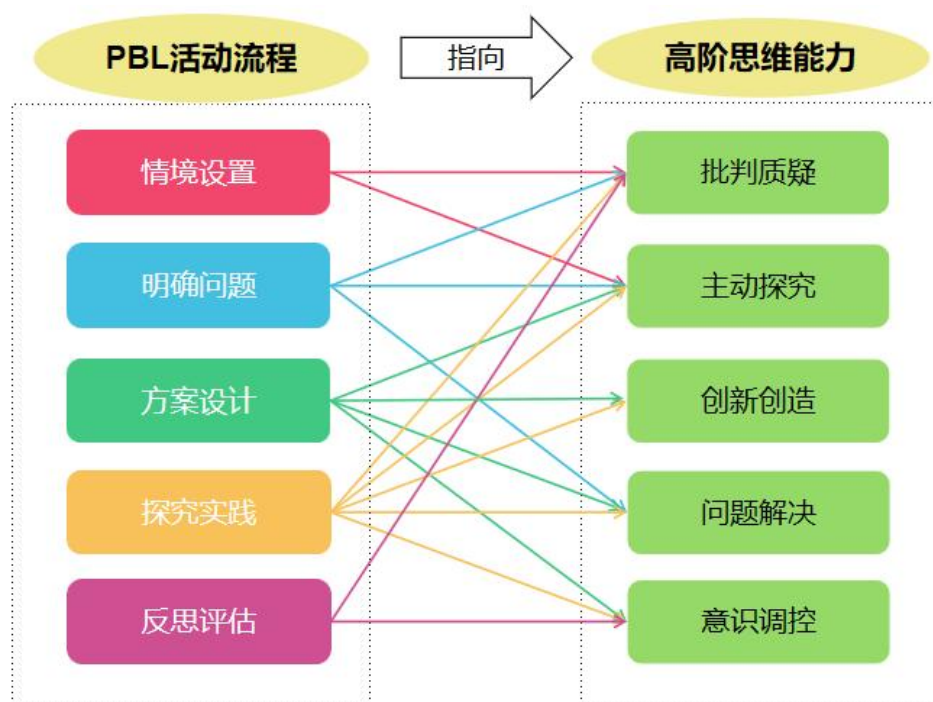 PBL活动流程
指向
高阶思维能力
情境设置
批判质疑
明确问题
主动探究
方案设计
创新创造
探究实践
问题解决
反思评估
意识调控